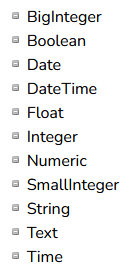 BigInteger
Boolean
Date
DateTime
Float
Integer
Numeric
SmallInteger
String
Text
Time